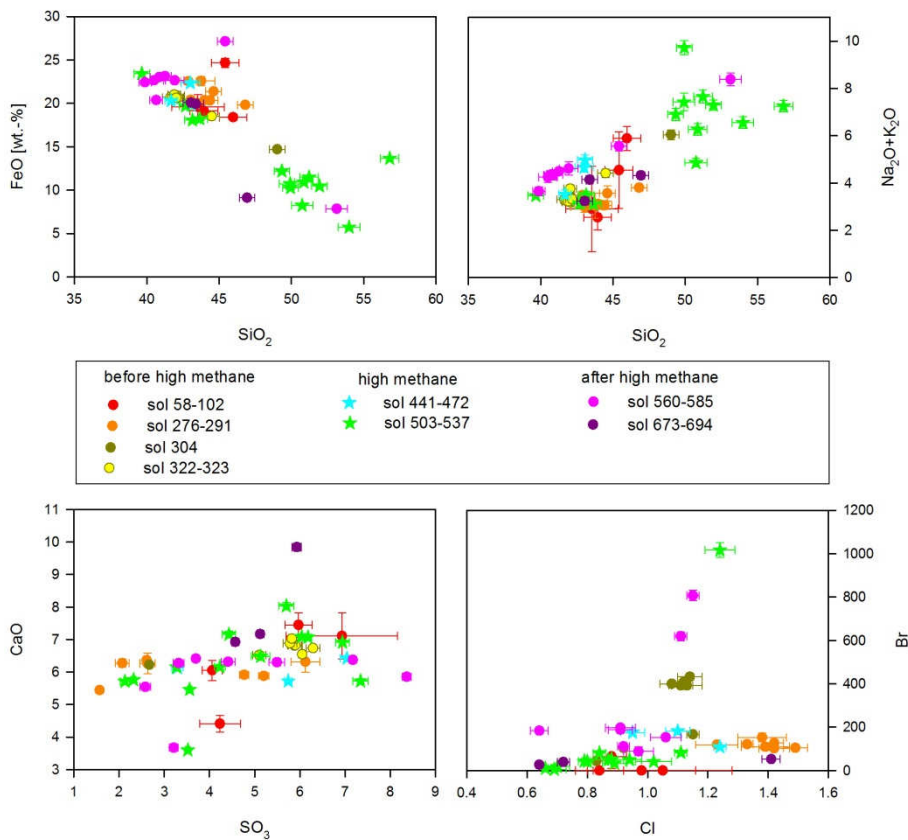 30
25
20
15
10
5
0
FeO [wt.-%]
35 40 45 50 55 60
SiO₂
10
8
6
4
2
0
Na₂O+K₂O
35 40 45 50 55 60
SiO₂
before high methane
sol 58-102
sol 276-291
sol 304
sol 322-323
high methane
sol 441-472
sol 503-537
after high methane
sol 560-585
sol 673-694
11
10
9
8
7
6
5
4
3
CaO
1 2 3 4 5 6 7 8 9
SO₃
1200
1000
800
600
400
200
0
Br
0.6 0.8 1.0 1.2 1.4 1.6
Cl